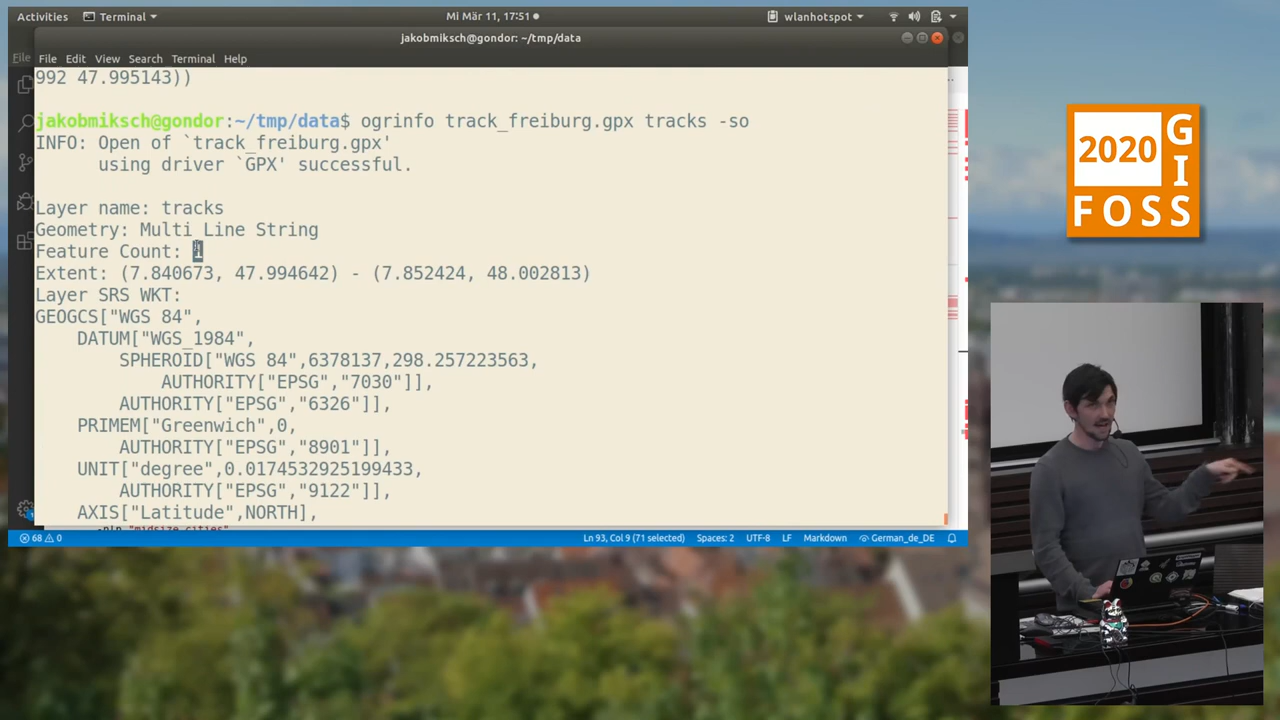 Activities Terminal Mi Mär 11, 17:51 wlanhotspot
jakobmiksch@gondor: ~/tmp/data
File File Edit View Search Terminal Help
992 47.995143))
jakobmiksch@gondor:~/tmp/data$ ogrinfo track_freiburg.gpx tracks -so
INFO: Open of `track_freiburg.gpx'
using driver `GPX' successful.
Layer name: tracks
Geometry: Multi Line String
Feature Count: 1
Extent: (7.840673, 47.994642) - (7.852424, 48.002813)
Layer SRS WKT:
GEOGCS["WGS 84",
DATUM["WGS_1984",
SPHEROID["WGS 84",6378137,298.257223563,
AUTHORITY["EPSG","7030"]],
AUTHORITY["EPSG","6326"]],
PRIMEM["Greenwich",0,
AUTHORITY["EPSG","8901"]],
UNIT["degree",0.0174532925199433,
AUTHORITY["EPSG","9122"]],
AXIS["Latitude",NORTH],
68 0 Ln 93, Col 9 (71 selected) Spaces: 2 UTF-8 LF Markdown German_de_DE
2020
GIS
FOSS